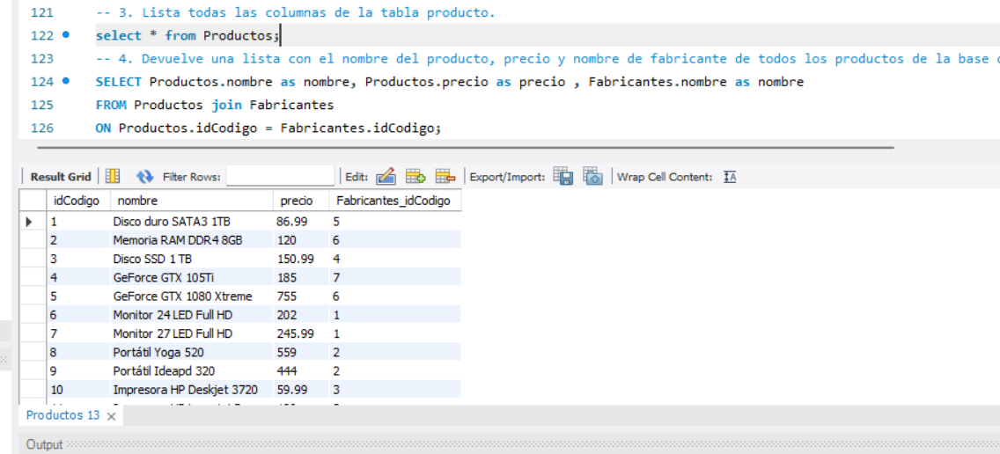 121 -- 3. Lista todas las columnas de la tabla producto.
122 select * from Productos;
123 -- 4. Devuelve una lista con el nombre del producto, precio y nombre de fabricante de todos los productos de la base
124 SELECT Productos.nombre as nombre, Productos.precio as precio , Fabricantes.nombre as nombre
125 FROM Productos join Fabricantes
126 ON Productos.idCodigo = Fabricantes.idCodigo;
Result Grid Filter Rows: Edit: Export/Import: Wrap Cell Content:
idCodigo nombre precio Fabricantes_idCodigo
1 Disco duro SATA3 1TB 86.99 5
2 Memoria RAM DDR4 8GB 120 6
3 Disco SSD 1 TB 150.99 4
4 GeForce GTX 105Ti 185 7
5 GeForce GTX 1080 Xtreme 755 6
6 Monitor 24 LED Full HD 202 1
7 Monitor 27 LED Full HD 245.99 1
8 Portátil Yoga 520 559 2
9 Portátil Ideapd 320 444 2
10 Impresora HP Deskjet 3720 59.99 3
Productos 13
Output